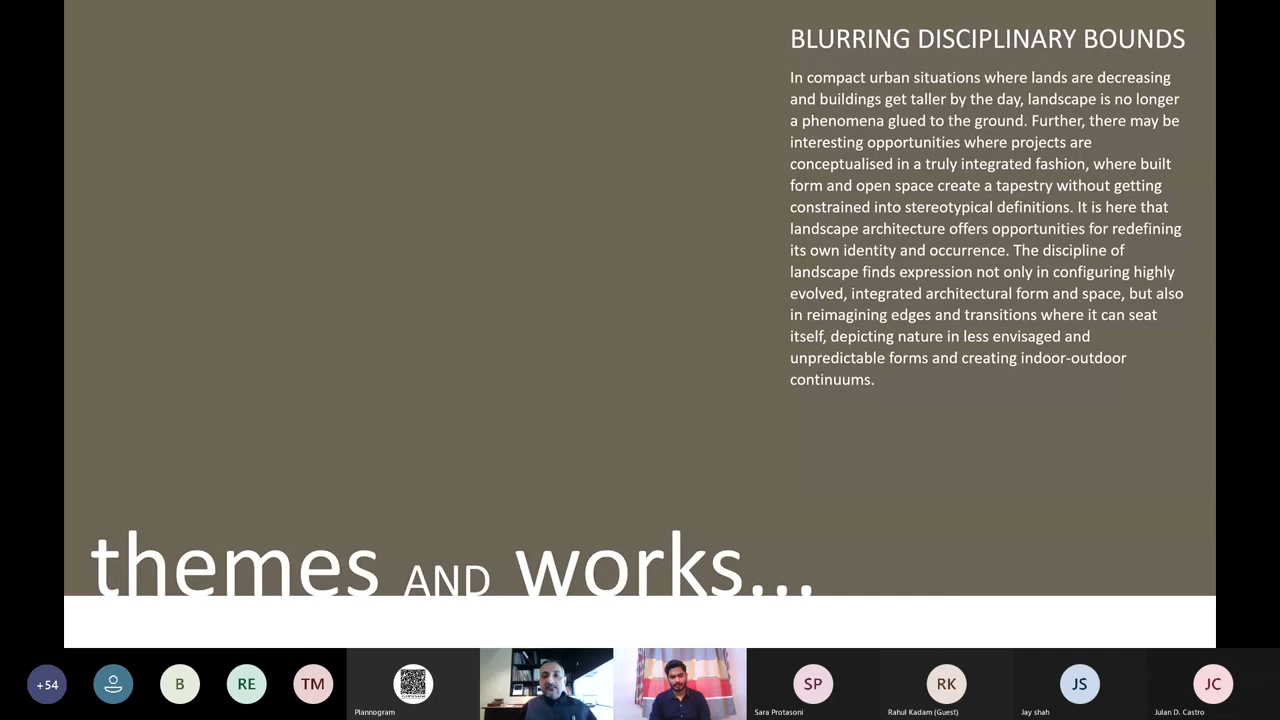 BLURRING DISCIPLINARY BOUNDS
In compact urban situations where lands are decreasing
and buildings get taller by the day, landscape is no longer
a phenomena glued to the ground. Further, there may be
interesting opportunities where projects are
conceptualised in a truly integrated fashion, where built
form and open space create a tapestry without getting
constrained into stereotypical definitions. It is here that
landscape architecture offers opportunities for redefining
its own identity and occurrence. The discipline of
landscape finds expression not only in configuring highly
evolved, integrated architectural form and space, but also
in reimagining edges and transitions where it can seat
itself, depicting nature in less envisaged and
unpredictable forms and creating indoor-outdoor
continuums.
themes AND works...
+54
B
RE
TM
SP
RK
JS
JC
Plannogram
Sara Protasoni
Rahul Kadam (Guest)
Jay shah
Julan D. Castro